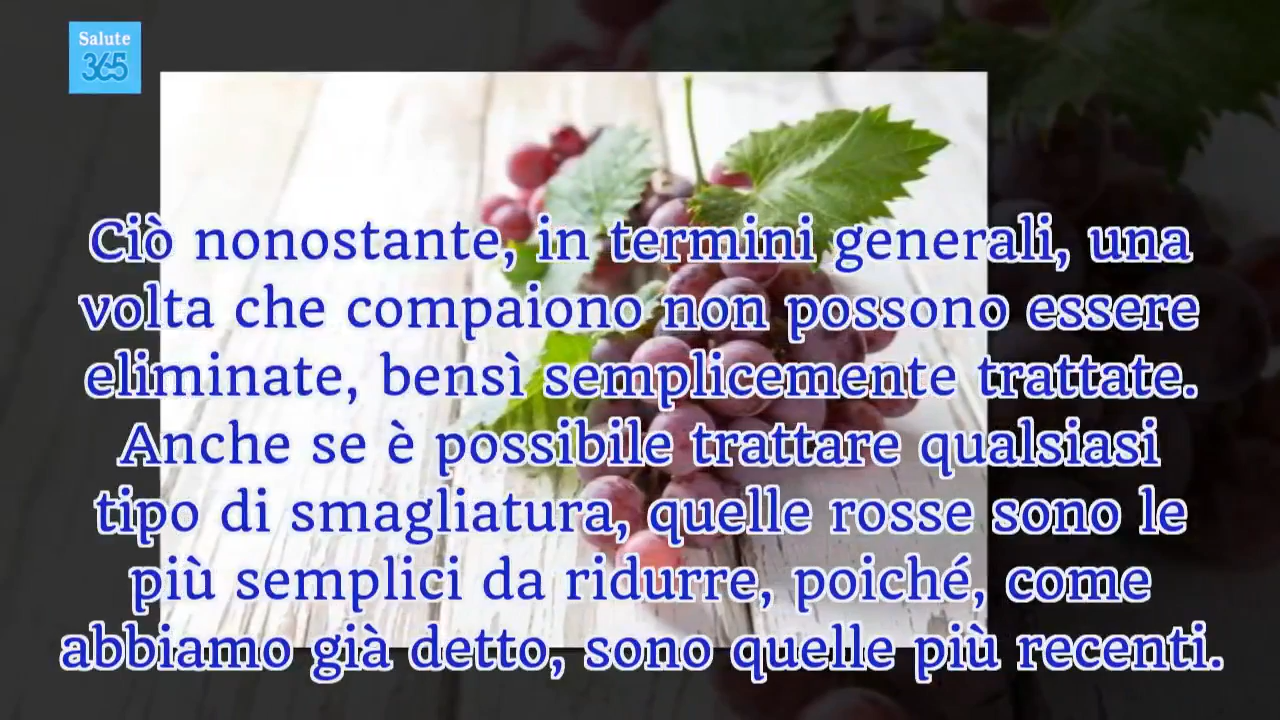 Salute
365
Ciò nonostante, in termini generali, una
volta che compaiono non possono essere
eliminate, bensì semplicemente trattate.
Anche se è possibile trattare qualsiasi
tipo di smagliatura, quelle rosse sono le
più semplici da ridurre, poiché, come
abbiamo già detto, sono quelle più recenti.